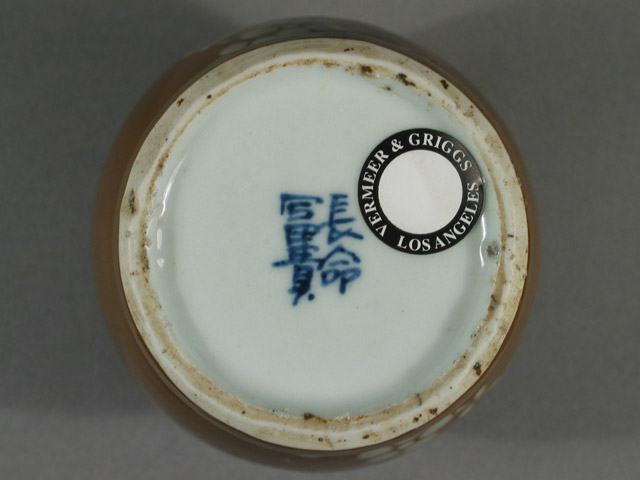 長命
富貴
VERMEER & GRIGGS
LOS ANGELES